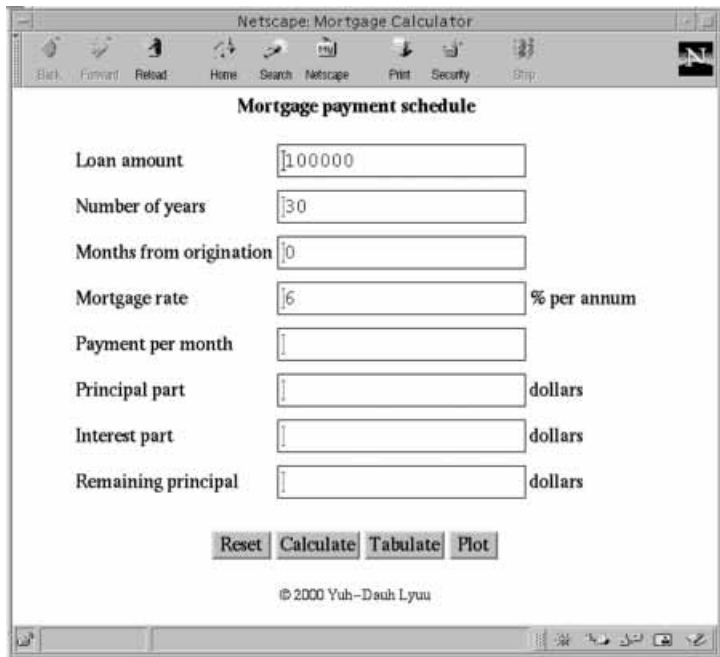 Netscape: Mortgage Calculator
Back Forward Reload Home Search Netscape Print Security Stop
My
N
Mortgage payment schedule
Loan amount 100000
Number of years 30
Months from origination 0
Mortgage rate 6 % per annum
Payment per month
Principal part dollars
Interest part dollars
Remaining principal dollars
Reset Calculate Tabulate Plot
© 2000 Yuh-Dauh Lyuu